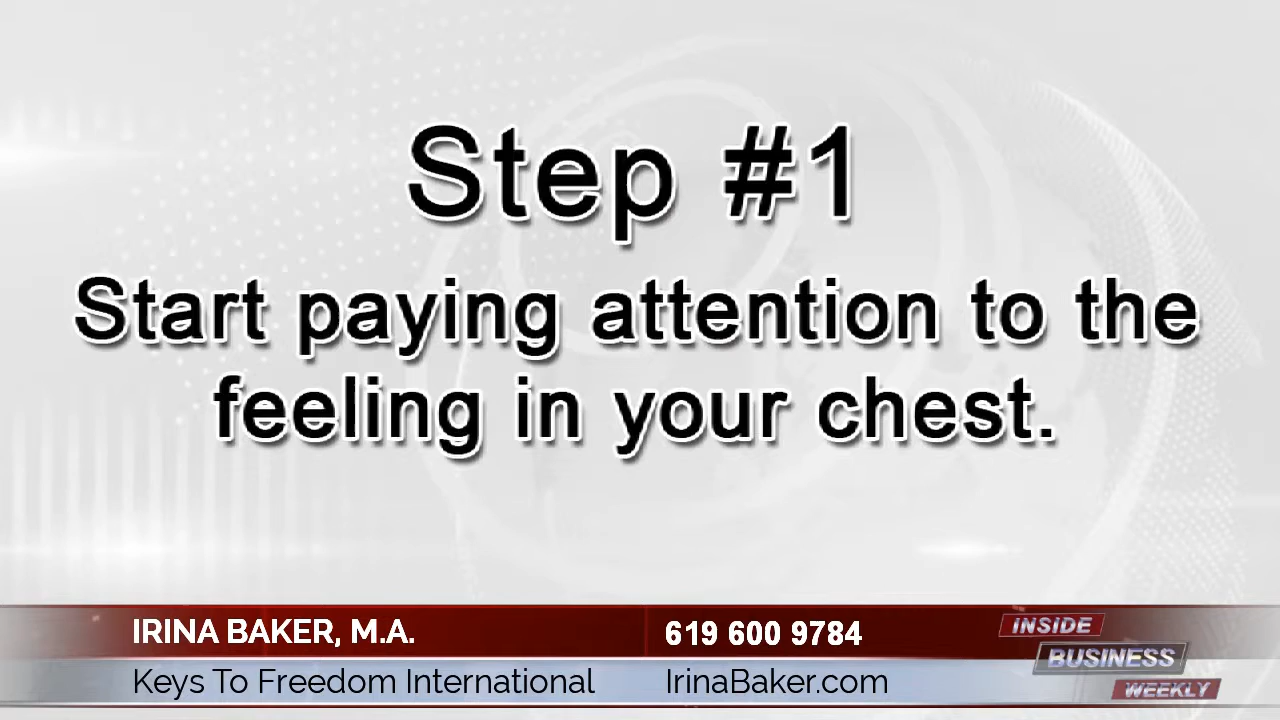 Step #1
Start paying attention to the
feeling in your chest.
IRINA BAKER, M.A.
619 600 9784
Keys To Freedom International
IrinaBaker.com
INSIDE
BUSINESS
WEEKLY